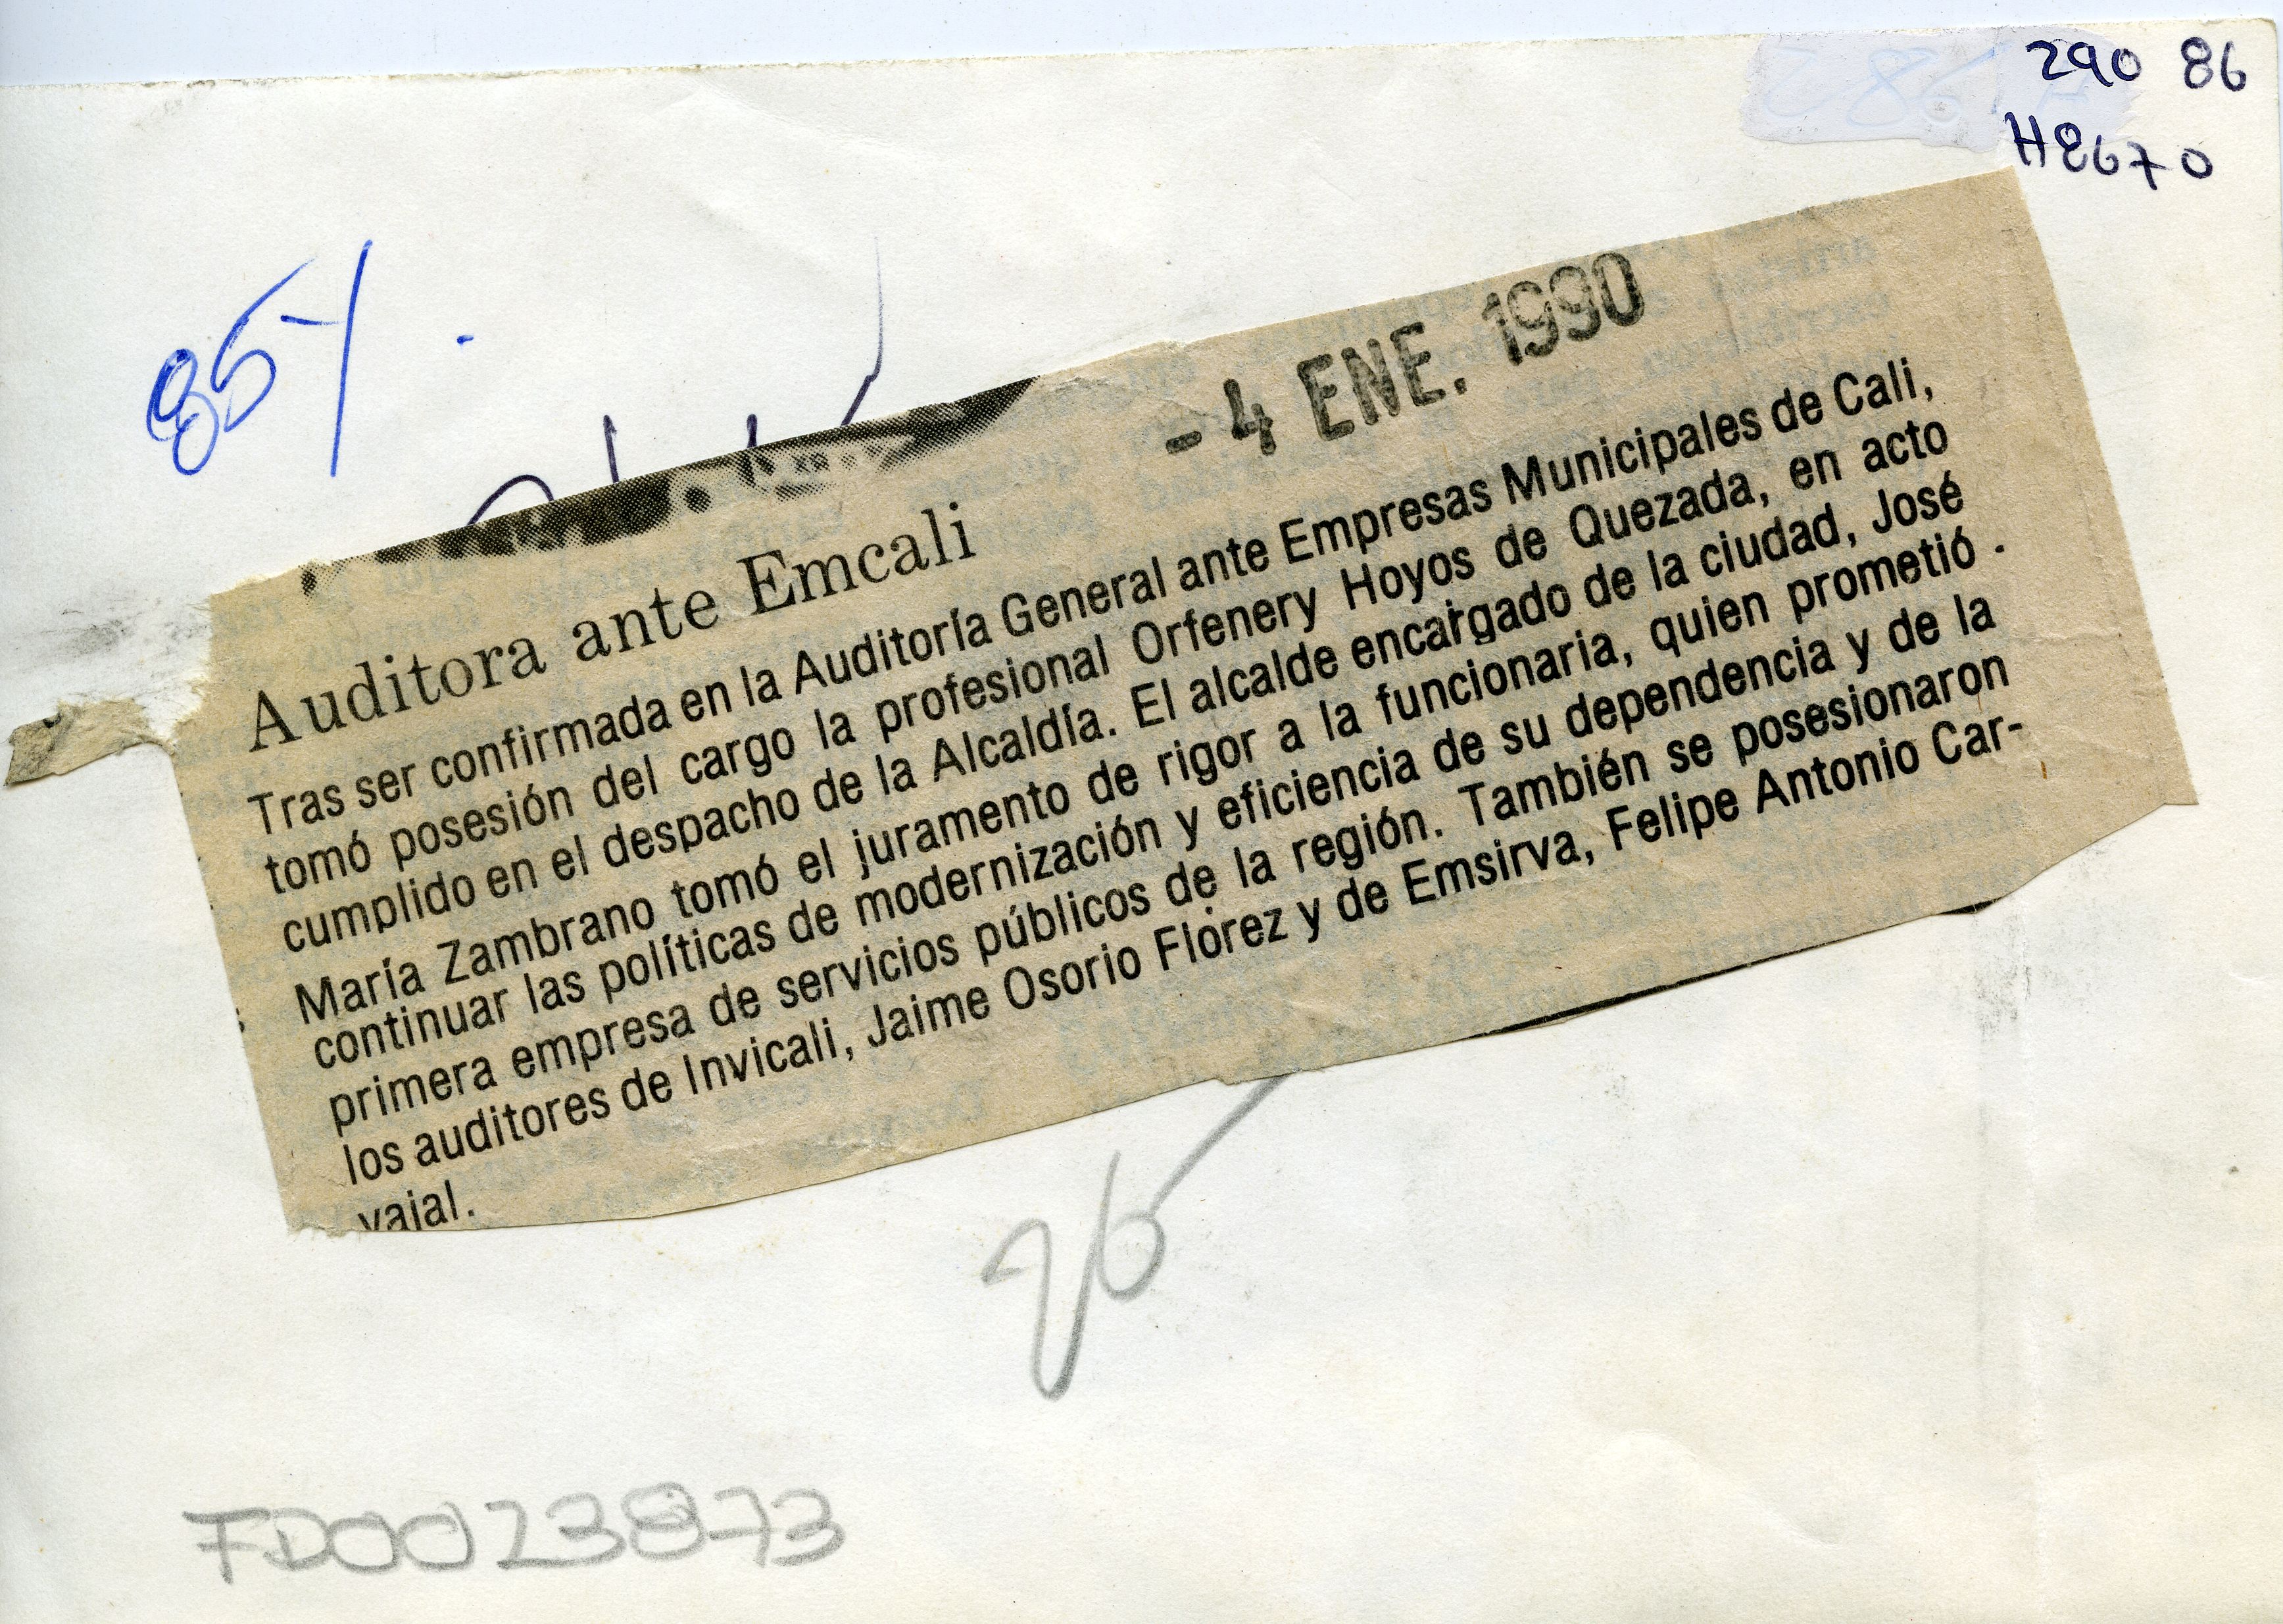 290 86
H8670
85%
- 4 ENE. 1990
Auditora ante Emcali
Tras ser confirmada en la Auditoría General ante Empresas Municipales de Cali,
tomó posesión del cargo la profesional Orfenery Hoyos de Quezada, en acto
cumplido en el despacho de la Alcaldía. El alcalde encargado de la ciudad, José
María Zambrano tomó el juramento de rigor a la funcionaria, quien prometió
continuar las políticas de modernización y eficiencia de su dependencia y de la
primera empresa de servicios públicos de la región. También se posesionaron
los auditores de Invicali, Jaime Osorio Flórez y de Emsirva, Felipe Antonio Car-
vajal.
FD0023873